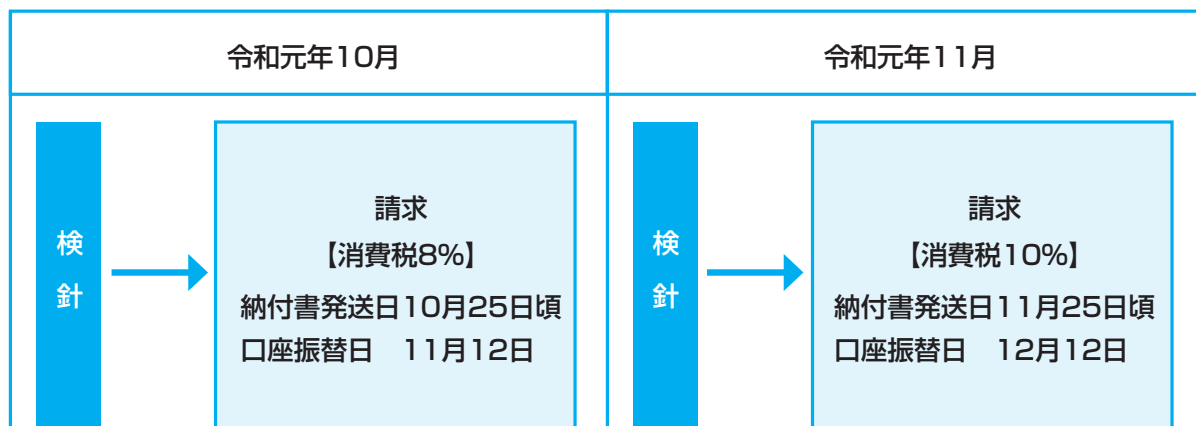 令和元年10月
検針
請求
【消費税8%】
納付書発送日10月25日頃
口座振替日　11月12日
令和元年11月
検針
請求
【消費税10%】
納付書発送日11月25日頃
口座振替日　12月12日